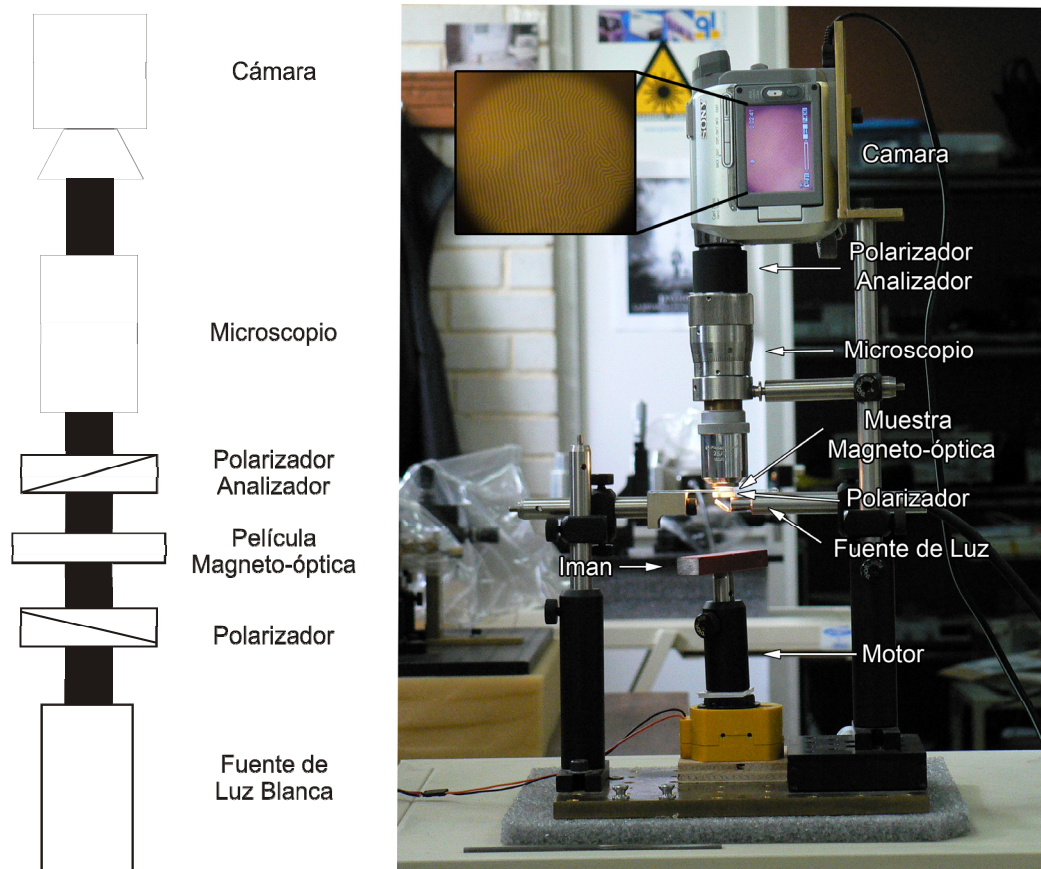 Cámara
Microscopio
Polarizador
Analizador
Película
Magneto-óptica
Polarizador
Fuente de
Luz Blanca
SONY
Camara
Polarizador
Analizador
Microscopio
Muestra
Magneto-óptica
Polarizador
Fuente de Luz
Iman
Motor